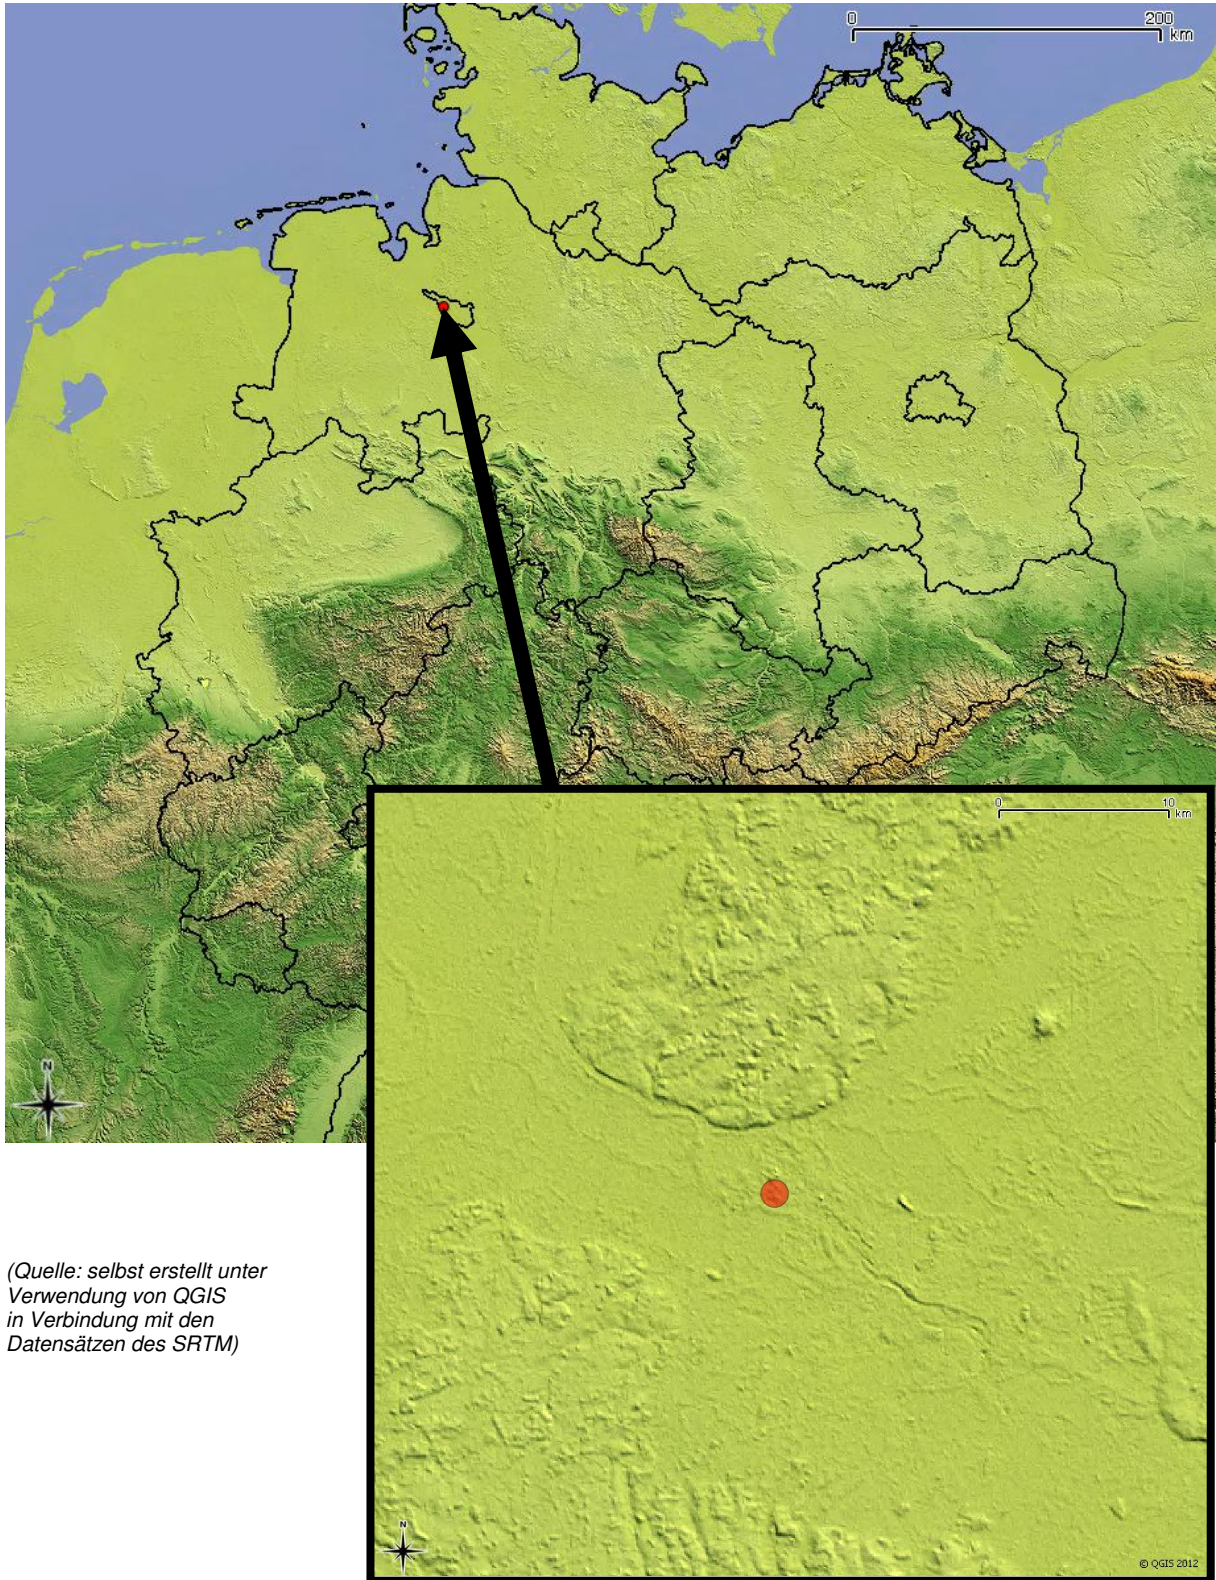 0 200
km
N
0 10
km
(Quelle: selbst erstellt unter
Verwendung von QGIS
in Verbindung mit den
Datensätzen des SRTM)
N
© QGIS 2012